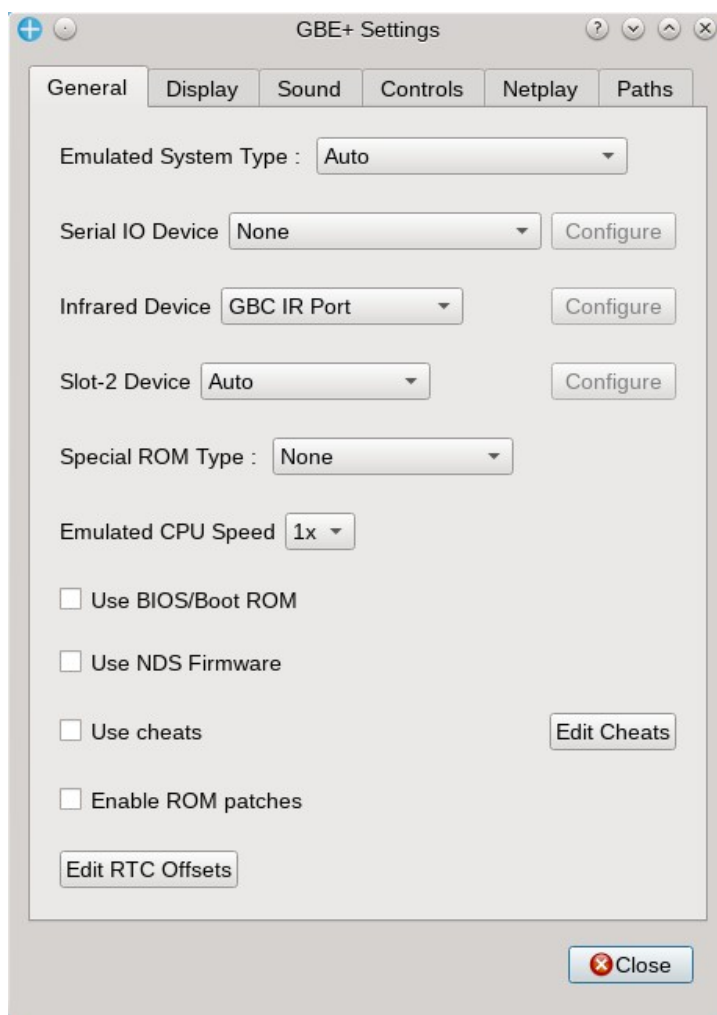 GBE+ Settings
General Display Sound Controls Netplay Paths
Emulated System Type : Auto
Serial IO Device None Configure
Infrared Device GBC IR Port Configure
Slot-2 Device Auto Configure
Special ROM Type : None
Emulated CPU Speed 1x
Use BIOS/Boot ROM
Use NDS Firmware
Use cheats Edit Cheats
Enable ROM patches
Edit RTC Offsets
Close